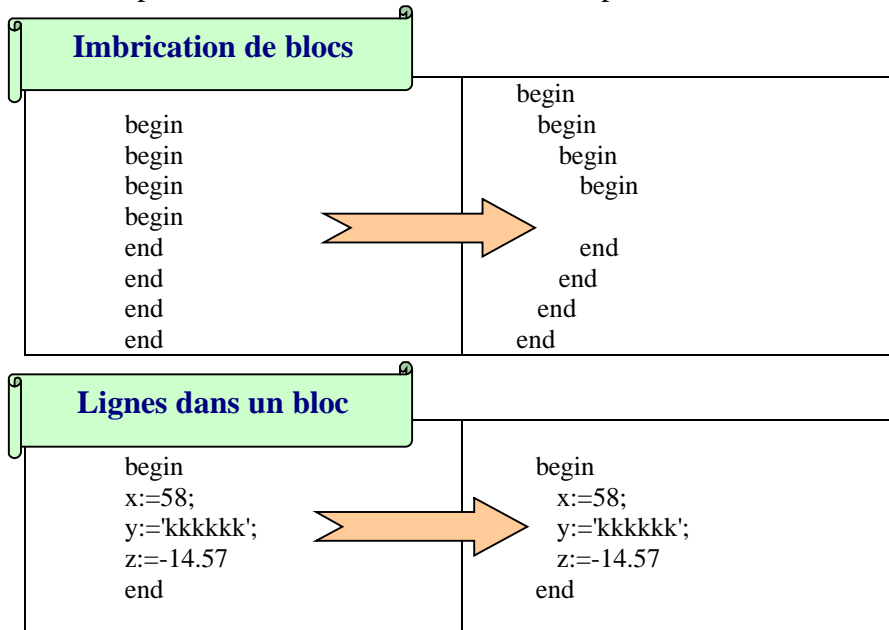 Imbrication de blocs
begin
begin
begin
begin
end
end
end
end
begin
begin
begin
begin
end
end
end
end
Lignes dans un bloc
begin
x:=58;
y:='kkkkkk';
z:=-14.57
end
begin
x:=58;
y:='kkkkkk';
z:=-14.57
end